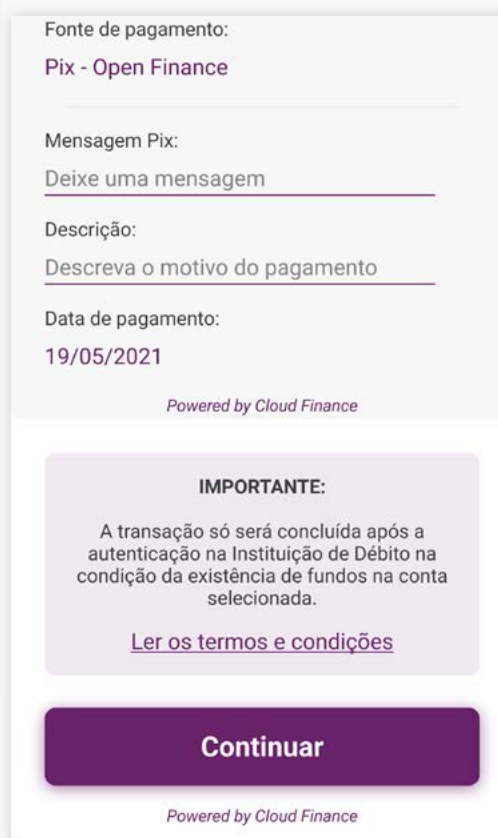 Fonte de pagamento:
Pix - Open Finance
Mensagem Pix:
Deixe uma mensagem
Descrição:
Descreva o motivo do pagamento
Data de pagamento:
19/05/2021
Powered by Cloud Finance
IMPORTANTE:
A transação só será concluída após a
autenticação na Instituição de Débito na
condição da existência de fundos na conta
selecionada.
Ler os termos e condições
Continuar
Powered by Cloud Finance